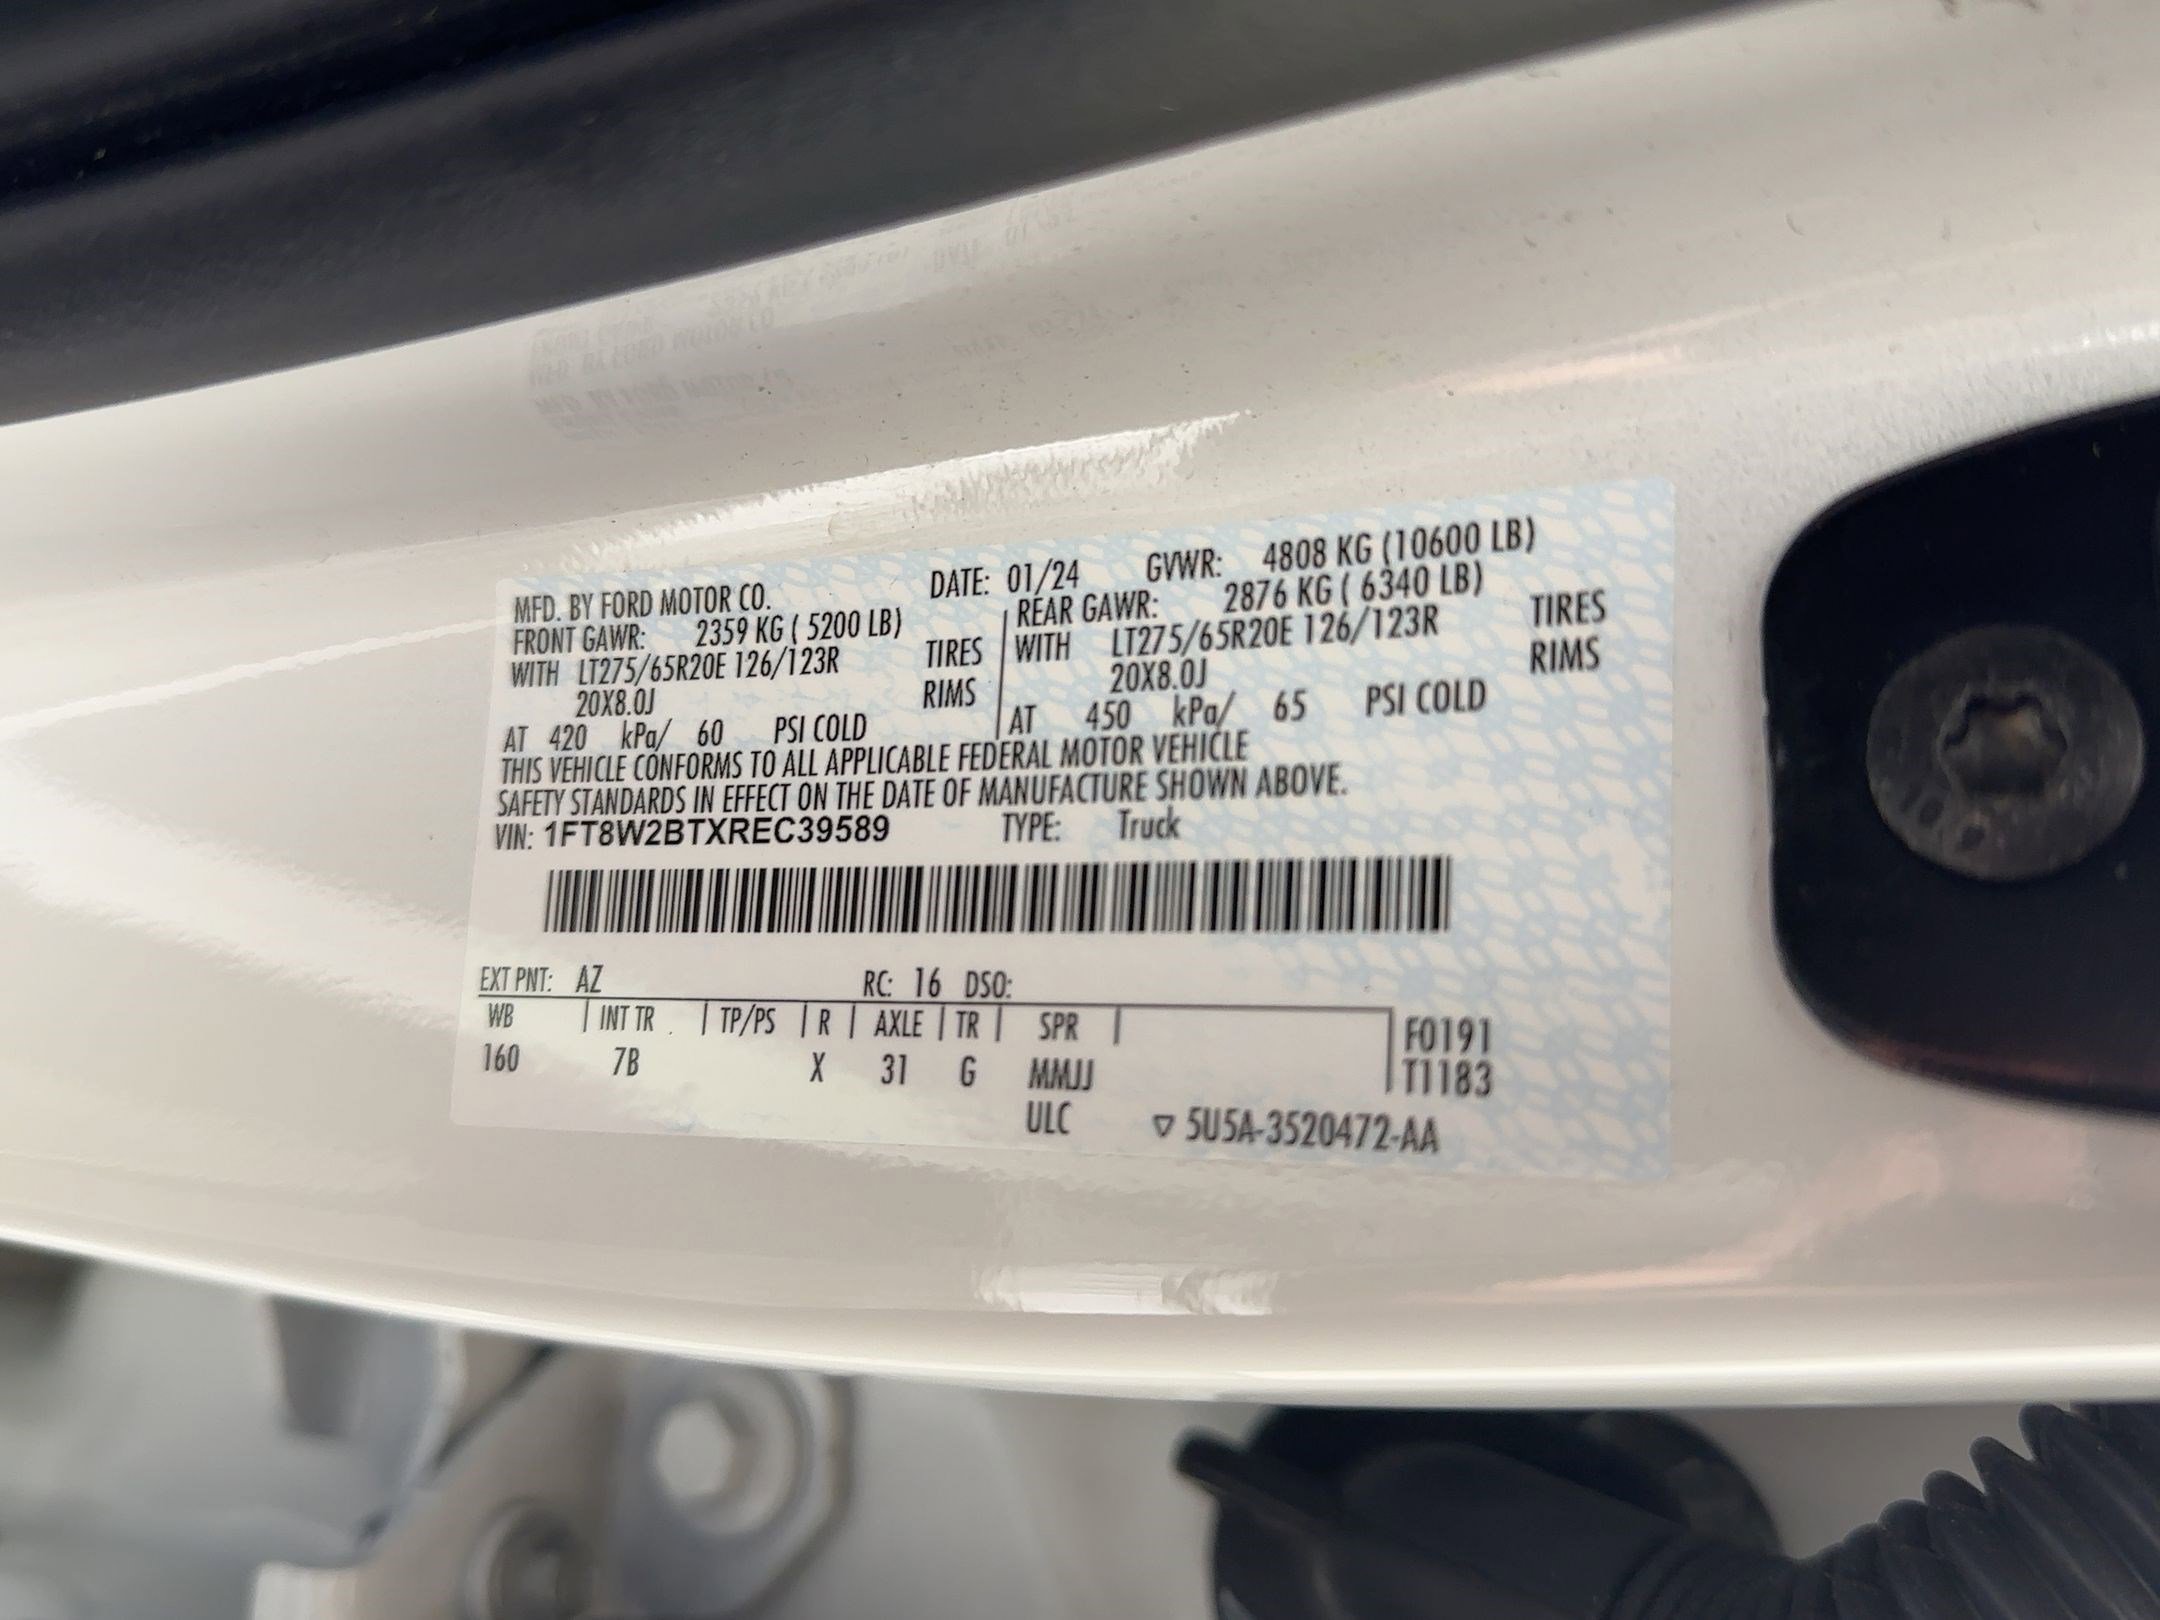 MFD. BY FORD MOTOR CO. DATE: 01/24 GVWR: 4808 KG (10600 LB)
FRONT GAWR: 2359 KG ( 5200 LB) REAR GAWR: 2876 KG ( 6340 LB)
WITH LT275/65R20E 126/123R TIRES WITH LT275/65R20E 126/123R TIRES
20X8.0J RIMS 20X8.0J RIMS
AT 420 kPa/ 60 PSI COLD AT 450 kPa/ 65 PSI COLD
THIS VEHICLE CONFORMS TO ALL APPLICABLE FEDERAL MOTOR VEHICLE
SAFETY STANDARDS IN EFFECT ON THE DATE OF MANUFACTURE SHOWN ABOVE.
VIN: 1FT8W2BTXREC39589 TYPE: Truck
EXT PNT: AZ RC: 16 DSO:
WB INT TR TP/PS R AXLE TR SPR F0191
160 7B X 31 G MMJJ T1183
ULC ▽ 5U5A-3520472-AA